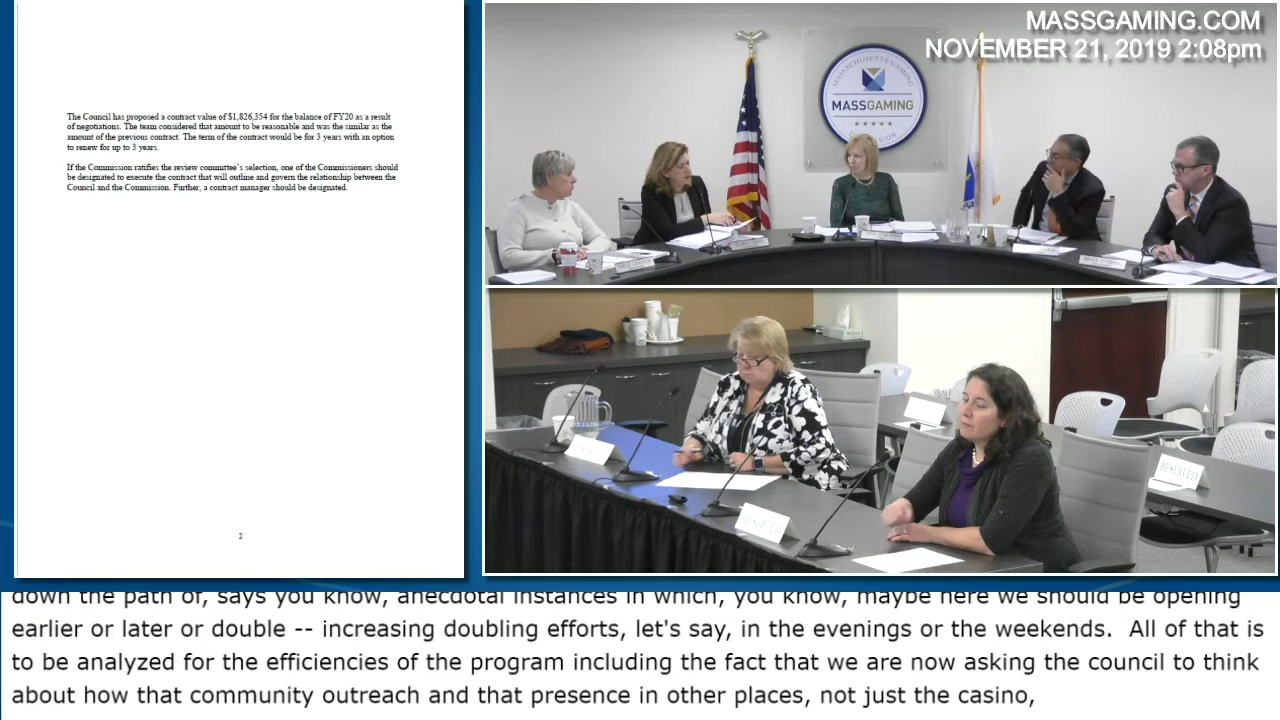 The Council has proposed a contract value of $1,826,354 for the balance of FY20 as a result
of negotiations. The team considered that amount to be reasonable and was the similar as the
amount of the previous contract. The term of the contract would be for 3 years with an option
to renew for up to 3 years.
If the Commission ratifies the review committee's selection, one of the Commissioners should
be designated to execute the contract that will outline and govern the relationship between the
Council and the Commission. Further, a contract manager should be designated.
2
MASSGAMING.COM
NOVEMBER 21, 2019 2:08pm
MASSACHUSETTS GAMING
MASSGAMING
COMMISSION
RESERVED
RESERVED
down the path of, says you know, anecdotal instances in which, you know, maybe here we should be opening
earlier or later or double -- increasing doubling efforts, let's say, in the evenings or the weekends.  All of that is
to be analyzed for the efficiencies of the program including the fact that we are now asking the council to think
about how that community outreach and that presence in other places, not just the casino,